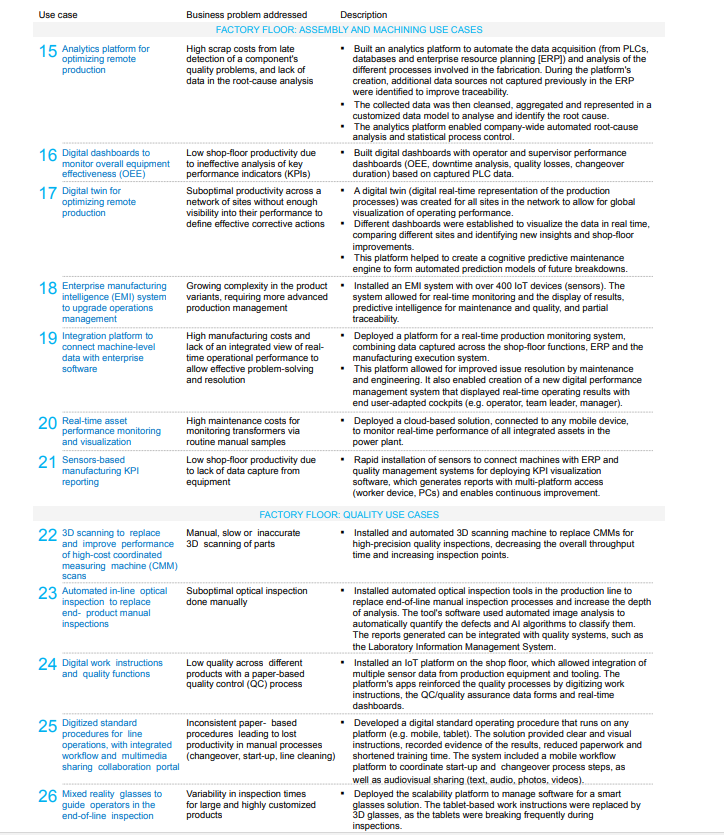 Use case Business problem addressed Description
FACTORY FLOOR: ASSEMBLY AND MACHINING USE CASES
15 Analytics platform for
optimizing remote
production
High scrap costs from late
detection of a component's
quality problems, and lack of
data in the root-cause analysis
• Built an analytics platform to automate the data acquisition (from PLCs,
databases and enterprise resource planning [ERP]) and analysis of the
different processes involved in the fabrication. During the platform's
creation, additional data sources not captured previously in the ERP
were identified to improve traceability.
• The collected data was then cleansed, aggregated and represented in a
customized data model to analyse and identify the root cause.
• The analytics platform enabled company-wide automated root-cause
analysis and statistical process control.
16 Digital dashboards to
monitor overall equipment
effectiveness (OEE)
Low shop-floor productivity due
to ineffective analysis of key
performance indicators (KPIs)
• Built digital dashboards with operator and supervisor performance
dashboards (OEE, downtime analysis, quality losses, changeover
duration) based on captured PLC data.
17 Digital twin for
optimizing remote
production
Suboptimal productivity across a
network of sites without enough
visibility into their performance to
define effective corrective actions
• A digital twin (digital real-time representation of the production
processes) was created for all sites in the network to allow for global
visualization of operating performance.
• Different dashboards were established to visualize the data in real time,
comparing different sites and identifying new insights and shop-floor
improvements.
• This platform helped to create a cognitive predictive maintenance
engine to form automated prediction models of future breakdowns.
18 Enterprise manufacturing
intelligence (EMI) system
to upgrade operations
management
Growing complexity in the product
variants, requiring more advanced
production management
• Installed an EMI system with over 400 IoT devices (sensors). The
system allowed for real-time monitoring and the display of results,
predictive intelligence for maintenance and quality, and partial
traceability.
19 Integration platform to
connect machine-level
data with enterprise
software
High manufacturing costs and
lack of an integrated view of real-
time operational performance to
allow effective problem-solving
and resolution
• Deployed a platform for a real-time production monitoring system,
combining data captured across the shop-floor functions, ERP and the
manufacturing execution system.
• This platform allowed for improved issue resolution by maintenance
and engineering. It also enabled creation of a new digital performance
management system that displayed real-time operating results with
end user-adapted cockpits (e.g. operator, team leader, manager).
20 Real-time asset
performance monitoring
and visualization
High maintenance costs for
monitoring transformers via
routine manual samples
• Deployed a cloud-based solution, connected to any mobile device,
to monitor real-time performance of all integrated assets in the
power plant.
21 Sensors-based
manufacturing KPI
reporting
Low shop-floor productivity due
to lack of data capture from
equipment
• Rapid installation of sensors to connect machines with ERP and
quality management systems for deploying KPI visualization
software, which generates reports with multi-platform access
(worker device, PCs) and enables continuous improvement.
FACTORY FLOOR: QUALITY USE CASES
22 3D scanning to replace
and improve performance
of high-cost coordinated
measuring machine (CMM)
scans
Manual, slow or inaccurate
3D scanning of parts
• Installed and automated 3D scanning machine to replace CMMs for
high-precision quality inspections, decreasing the overall throughput
time and increasing inspection points.
23 Automated in-line optical
inspection to replace
end- product manual
inspections
Suboptimal optical inspection
done manually
• Installed automated optical inspection tools in the production line to
replace end-of-line manual inspection processes and increase the depth
of analysis. The tool's software used automated image analysis to
automatically quantify the defects and AI algorithms to classify them.
The reports generated can be integrated with quality systems, such as
the Laboratory Information Management System.
24 Digital work instructions
and quality functions
Low quality across different
products with a paper-based
quality control (QC) process
• Installed an IoT platform on the shop floor, which allowed integration of
multiple sensor data from production equipment and tooling. The
platform's apps reinforced the quality processes by digitizing work
instructions, the QC/quality assurance data forms and real-time
dashboards.
25 Digitized standard
procedures for line
operations, with integrated
workflow and multimedia
sharing collaboration portal
Inconsistent paper- based
procedures leading to lost
productivity in manual processes
(changeover, start-up, line cleaning)
• Developed a digital standard operating procedure that runs on any
platform (e.g. mobile, tablet). The solution provided clear and visual
instructions, recorded evidence of the results, reduced paperwork and
shortened training time. The system included a mobile workflow
platform to coordinate start-up and changeover process steps, as
well as audiovisual sharing (text, audio, photos, videos).
26 Mixed reality glasses to
guide operators in the
end-of-line inspection
Variability in inspection times
for large and highly customized
products
• Deployed the scalability platform to manage software for a smart
glasses solution. The tablet-based work instructions were replaced by
3D glasses, as the tablets were breaking frequently during
inspections.